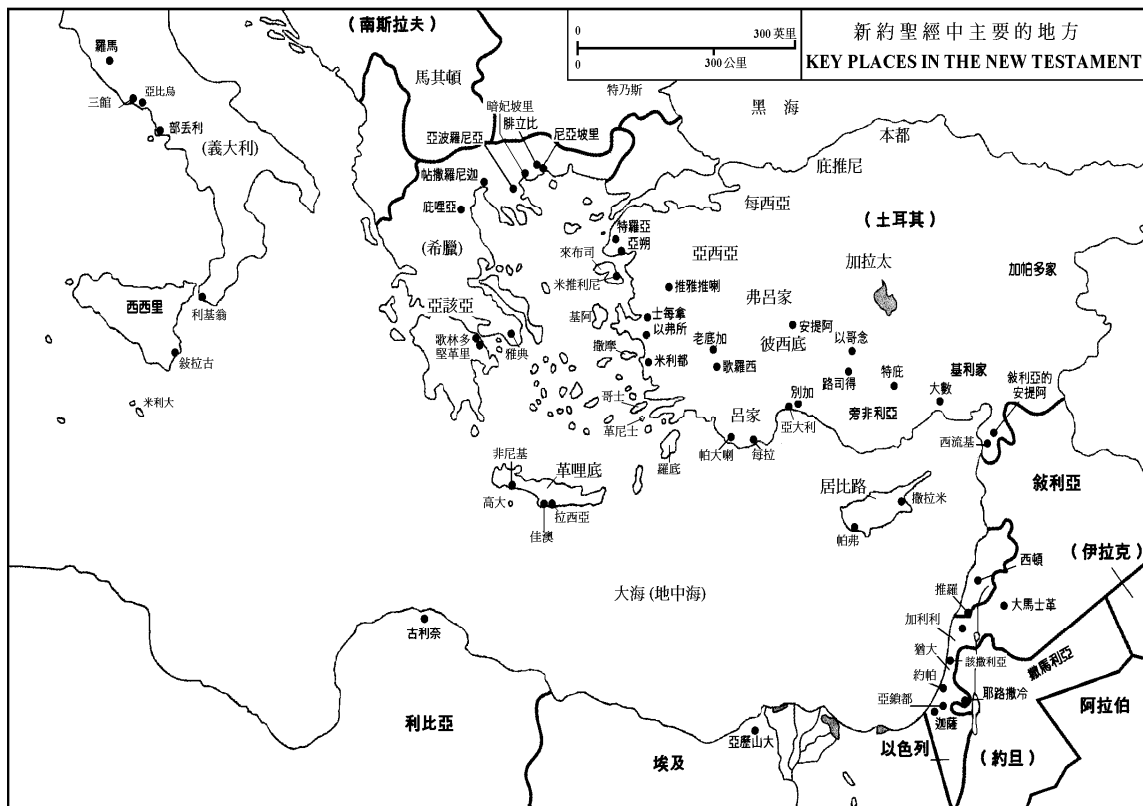 新約聖經中主要的地方
KEY PLACES IN THE NEW TESTAMENT
0
300英里
0
300公里
(南斯拉夫)
羅馬
馬其頓
特乃斯
黑海
三館
亞比烏
暗妃坡里
腓立比
部丟利
亞波羅尼亞
尼亞坡里
本都
(義大利)
庇推尼
帖撒羅尼迦
每西亞
庇哩亞
特羅亞
(土耳其)
亞朔
來布司
(希臘)
亞西亞
加拉太
加帕多家
米推利尼
推雅推喇
弗呂家
西西里
利基翁
亞該亞
基阿
士每拿
以弗所
安提阿
歌林多
堅革里
雅典
老底加
彼西底
以哥念
敍拉古
撒摩
米利都
歌羅西
路司得
特庇
基利家
敍利亞的
安提阿
米利大
哥士
別加
大數
革尼士
呂家
亞大利
旁非利亞
帕大喇
每拉
西流基
非尼基
革哩底
羅底
居比路
敍利亞
高大
拉西亞
撒拉米
佳澳
帕弗
(伊拉克)
西頓
大海(地中海)
推羅
大馬士革
古利奈
加利利
猶大
該撒利亞
撒馬利亞
約帕
耶路撒冷
亞鎖都
迦薩
阿拉伯
利比亞
亞歷山大
埃及
以色列
(約旦)